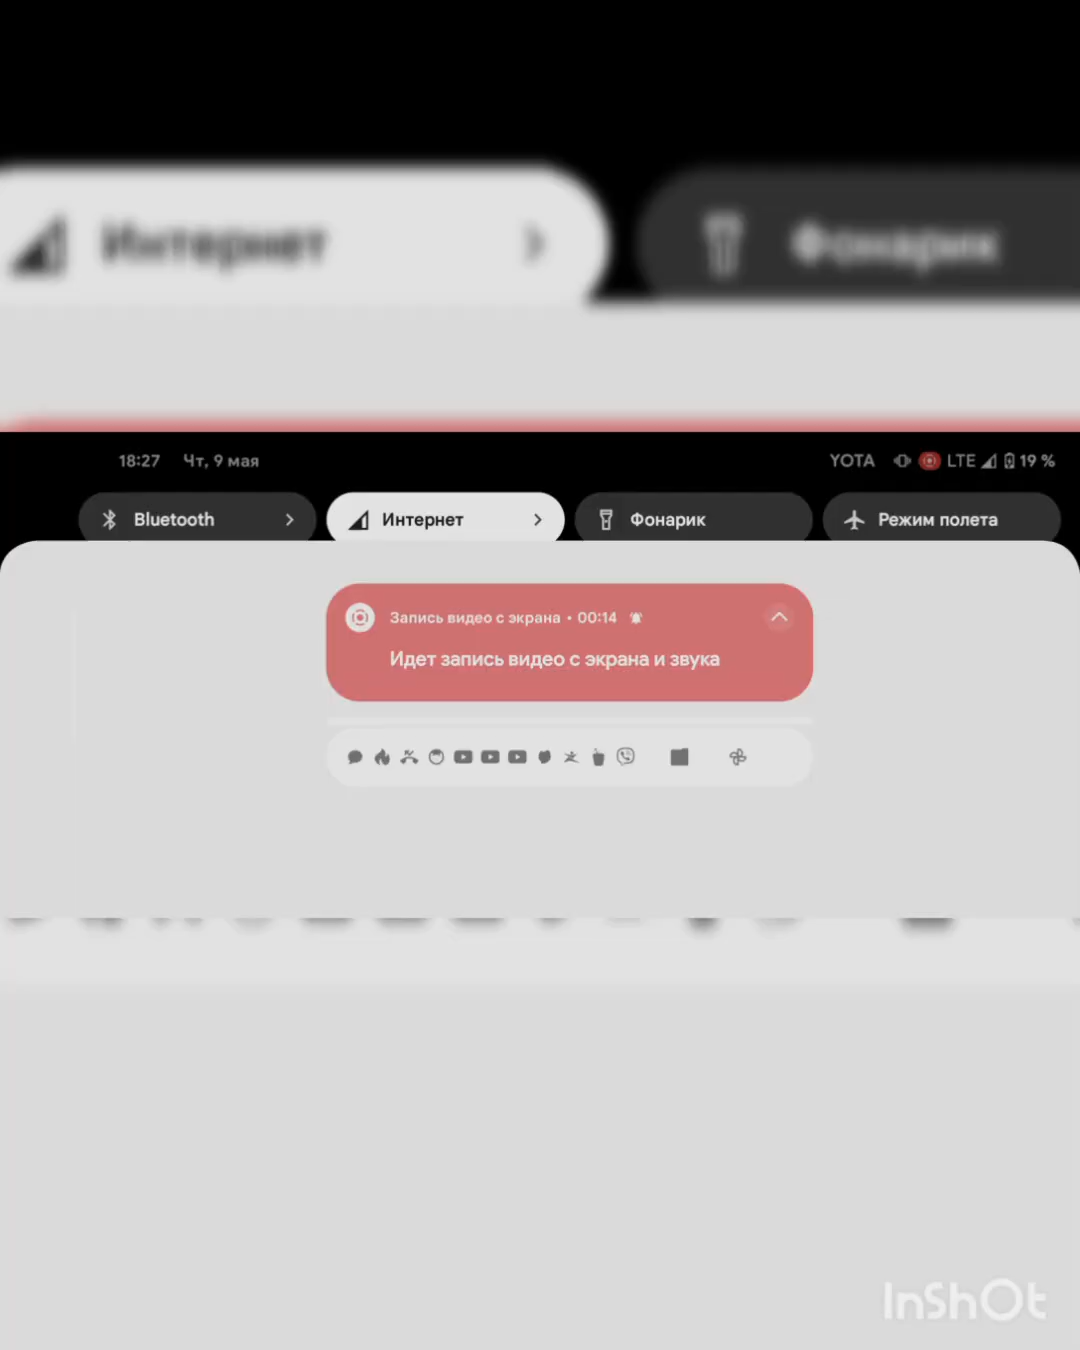 Интернет
Фонарик
18:27 Чт, 9 мая
YOTA LTE 19 %
Bluetooth
Интернет
Фонарик
Режим полета
Запись видео с экрана • 00:14
Идет запись видео с экрана и звука
InShOt